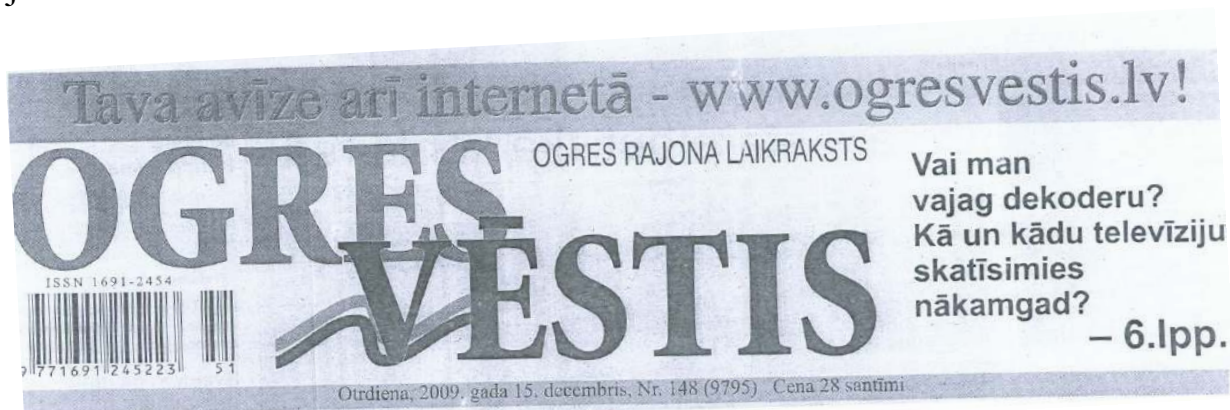 Tava avīze arī internetā - www.ogresvestis.lv!
OGRES RAJONA LAIKRAKSTS
OGRES
VĒSTIS
ISSN 1691-2454
9 771691 245223 51
Vai man
vajag dekoderu?
Kā un kādu televīziju
skatīsimies
nākamgad?
– 6.lpp.
Otrdiena, 2009. gada 15. decembris, Nr. 148 (9795) Cena 28 santīmi